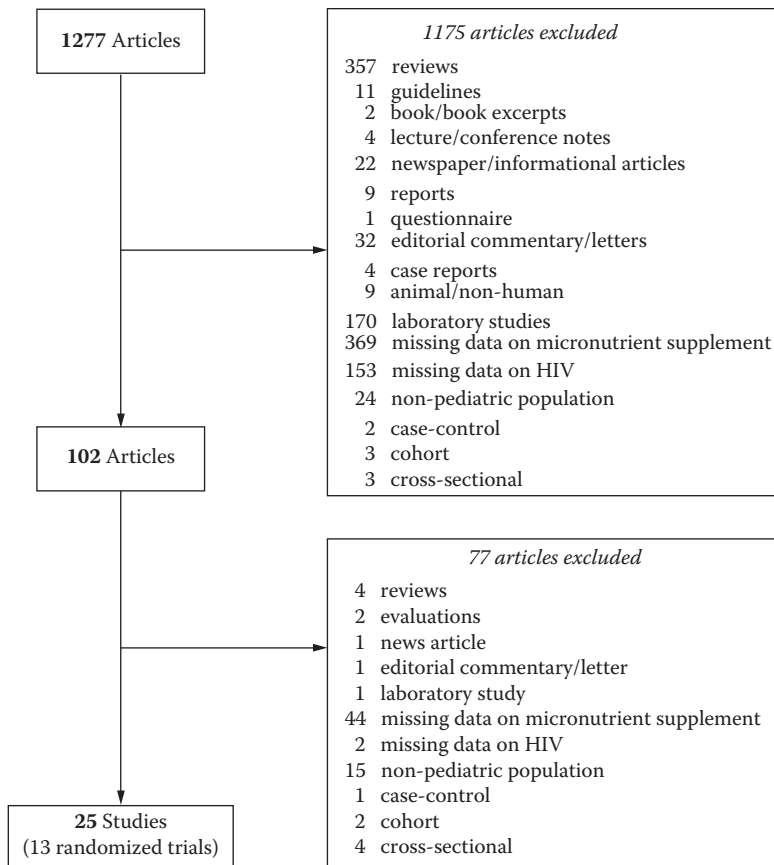 1277 Articles
1175 articles excluded
357 reviews
11 guidelines
2 book/book excerpts
4 lecture/conference notes
22 newspaper/informational articles
9 reports
1 questionnaire
32 editorial commentary/letters
4 case reports
9 animal/non-human
170 laboratory studies
369 missing data on micronutrient supplement
153 missing data on HIV
24 non-pediatric population
2 case-control
3 cohort
3 cross-sectional
102 Articles
77 articles excluded
4 reviews
2 evaluations
1 news article
1 editorial commentary/letter
1 laboratory study
44 missing data on micronutrient supplement
2 missing data on HIV
15 non-pediatric population
1 case-control
2 cohort
4 cross-sectional
25 Studies
(13 randomized trials)